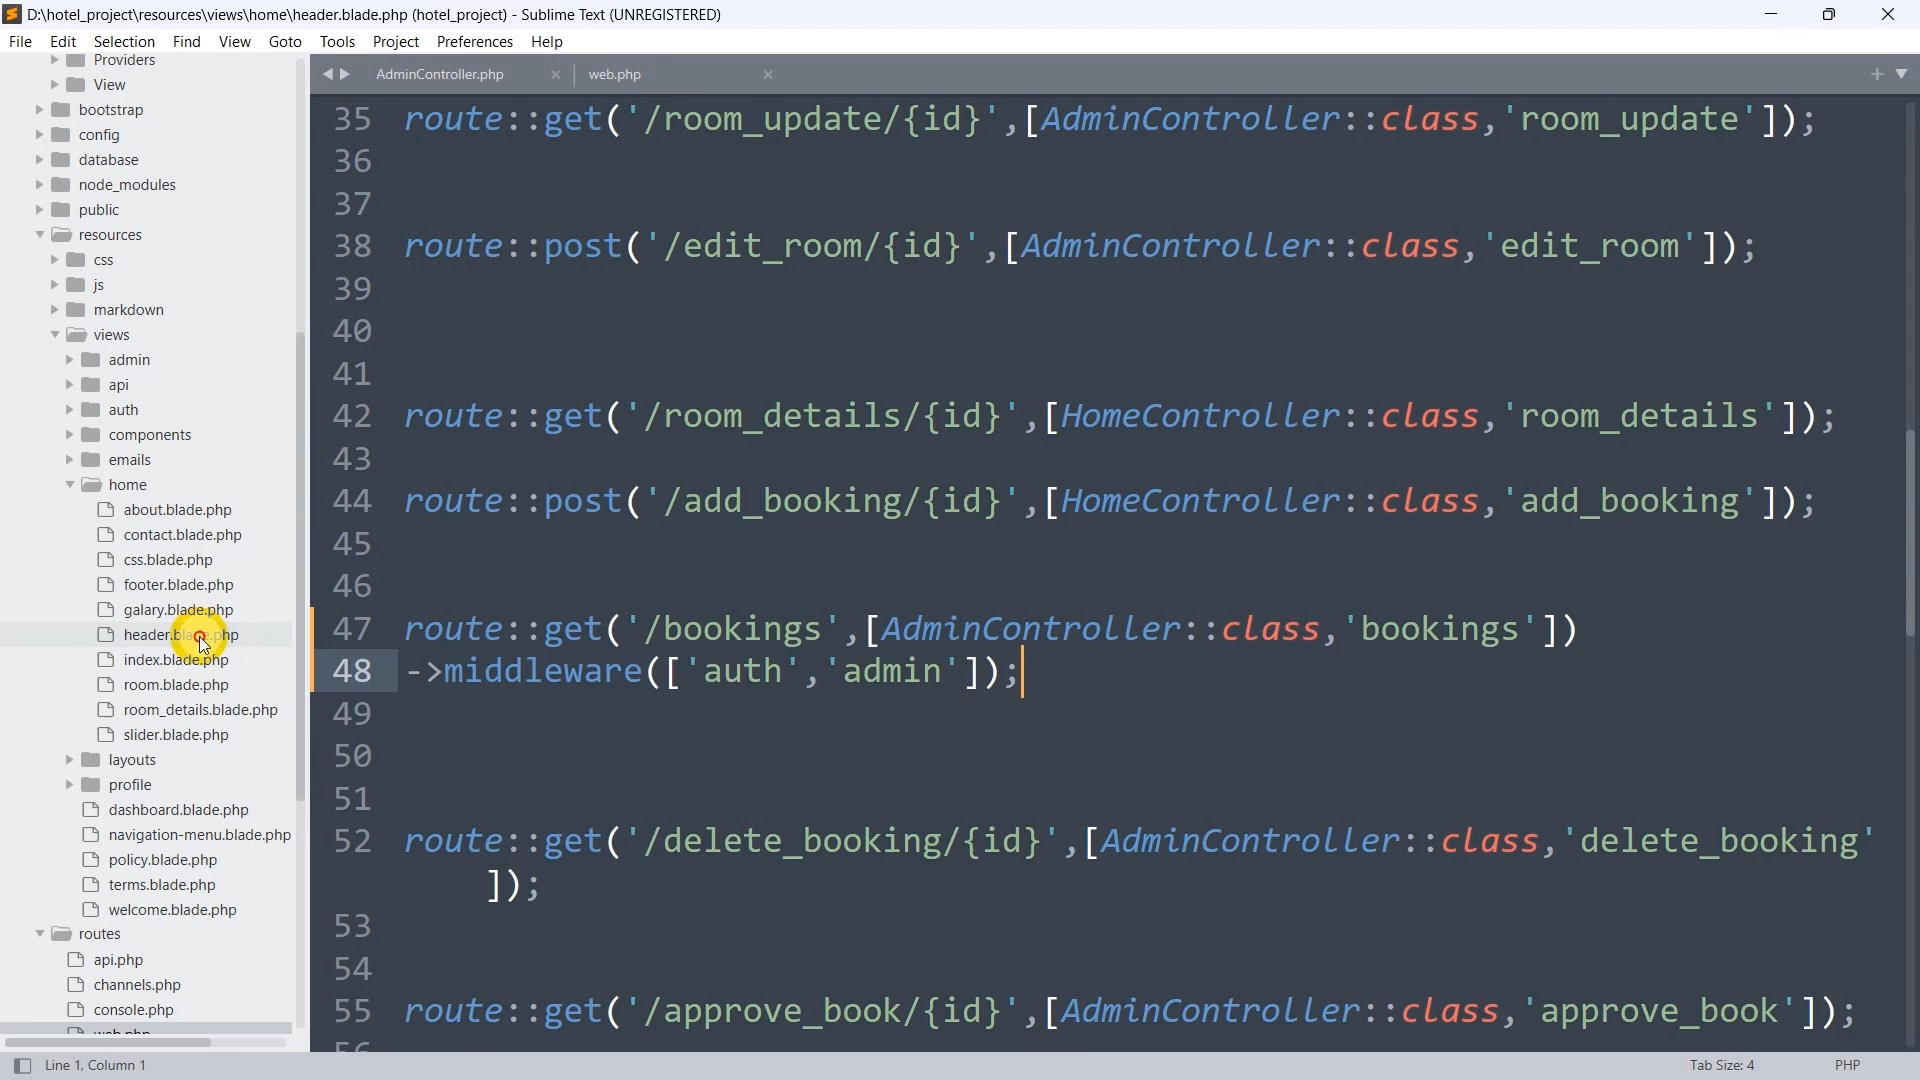 D:\hotel_project\resources\views\home\header.blade.php (hotel_project) - Sublime Text (UNREGISTERED)
File Edit Selection Find View Goto Tools Project Preferences Help
Providers
View
bootstrap
config
database
node_modules
public
resources
css
js
markdown
views
admin
api
auth
components
emails
home
about.blade.php
contact.blade.php
css.blade.php
footer.blade.php
galary.blade.php
header.blade.php
index.blade.php
room.blade.php
room_details.blade.php
slider.blade.php
layouts
profile
dashboard.blade.php
navigation-menu.blade.php
policy.blade.php
terms.blade.php
welcome.blade.php
routes
api.php
channels.php
console.php
web.php
AdminController.php × web.php ×
35 route::get('/room_update/{id}',[AdminController::class,'room_update']);
36
37
38 route::post('/edit_room/{id}',[AdminController::class,'edit_room']);
39
40
41
42 route::get('/room_details/{id}',[HomeController::class,'room_details']);
43
44 route::post('/add_booking/{id}',[HomeController::class,'add_booking']);
45
46
47 route::get('/bookings',[AdminController::class,'bookings'])
48 ->middleware(['auth','admin']);
49
50
51
52 route::get('/delete_booking/{id}',[AdminController::class,'delete_booking'
]);
53
54
55 route::get('/approve_book/{id}',[AdminController::class,'approve_book']);
56
Line 1, Column 1 Tab Size: 4 PHP